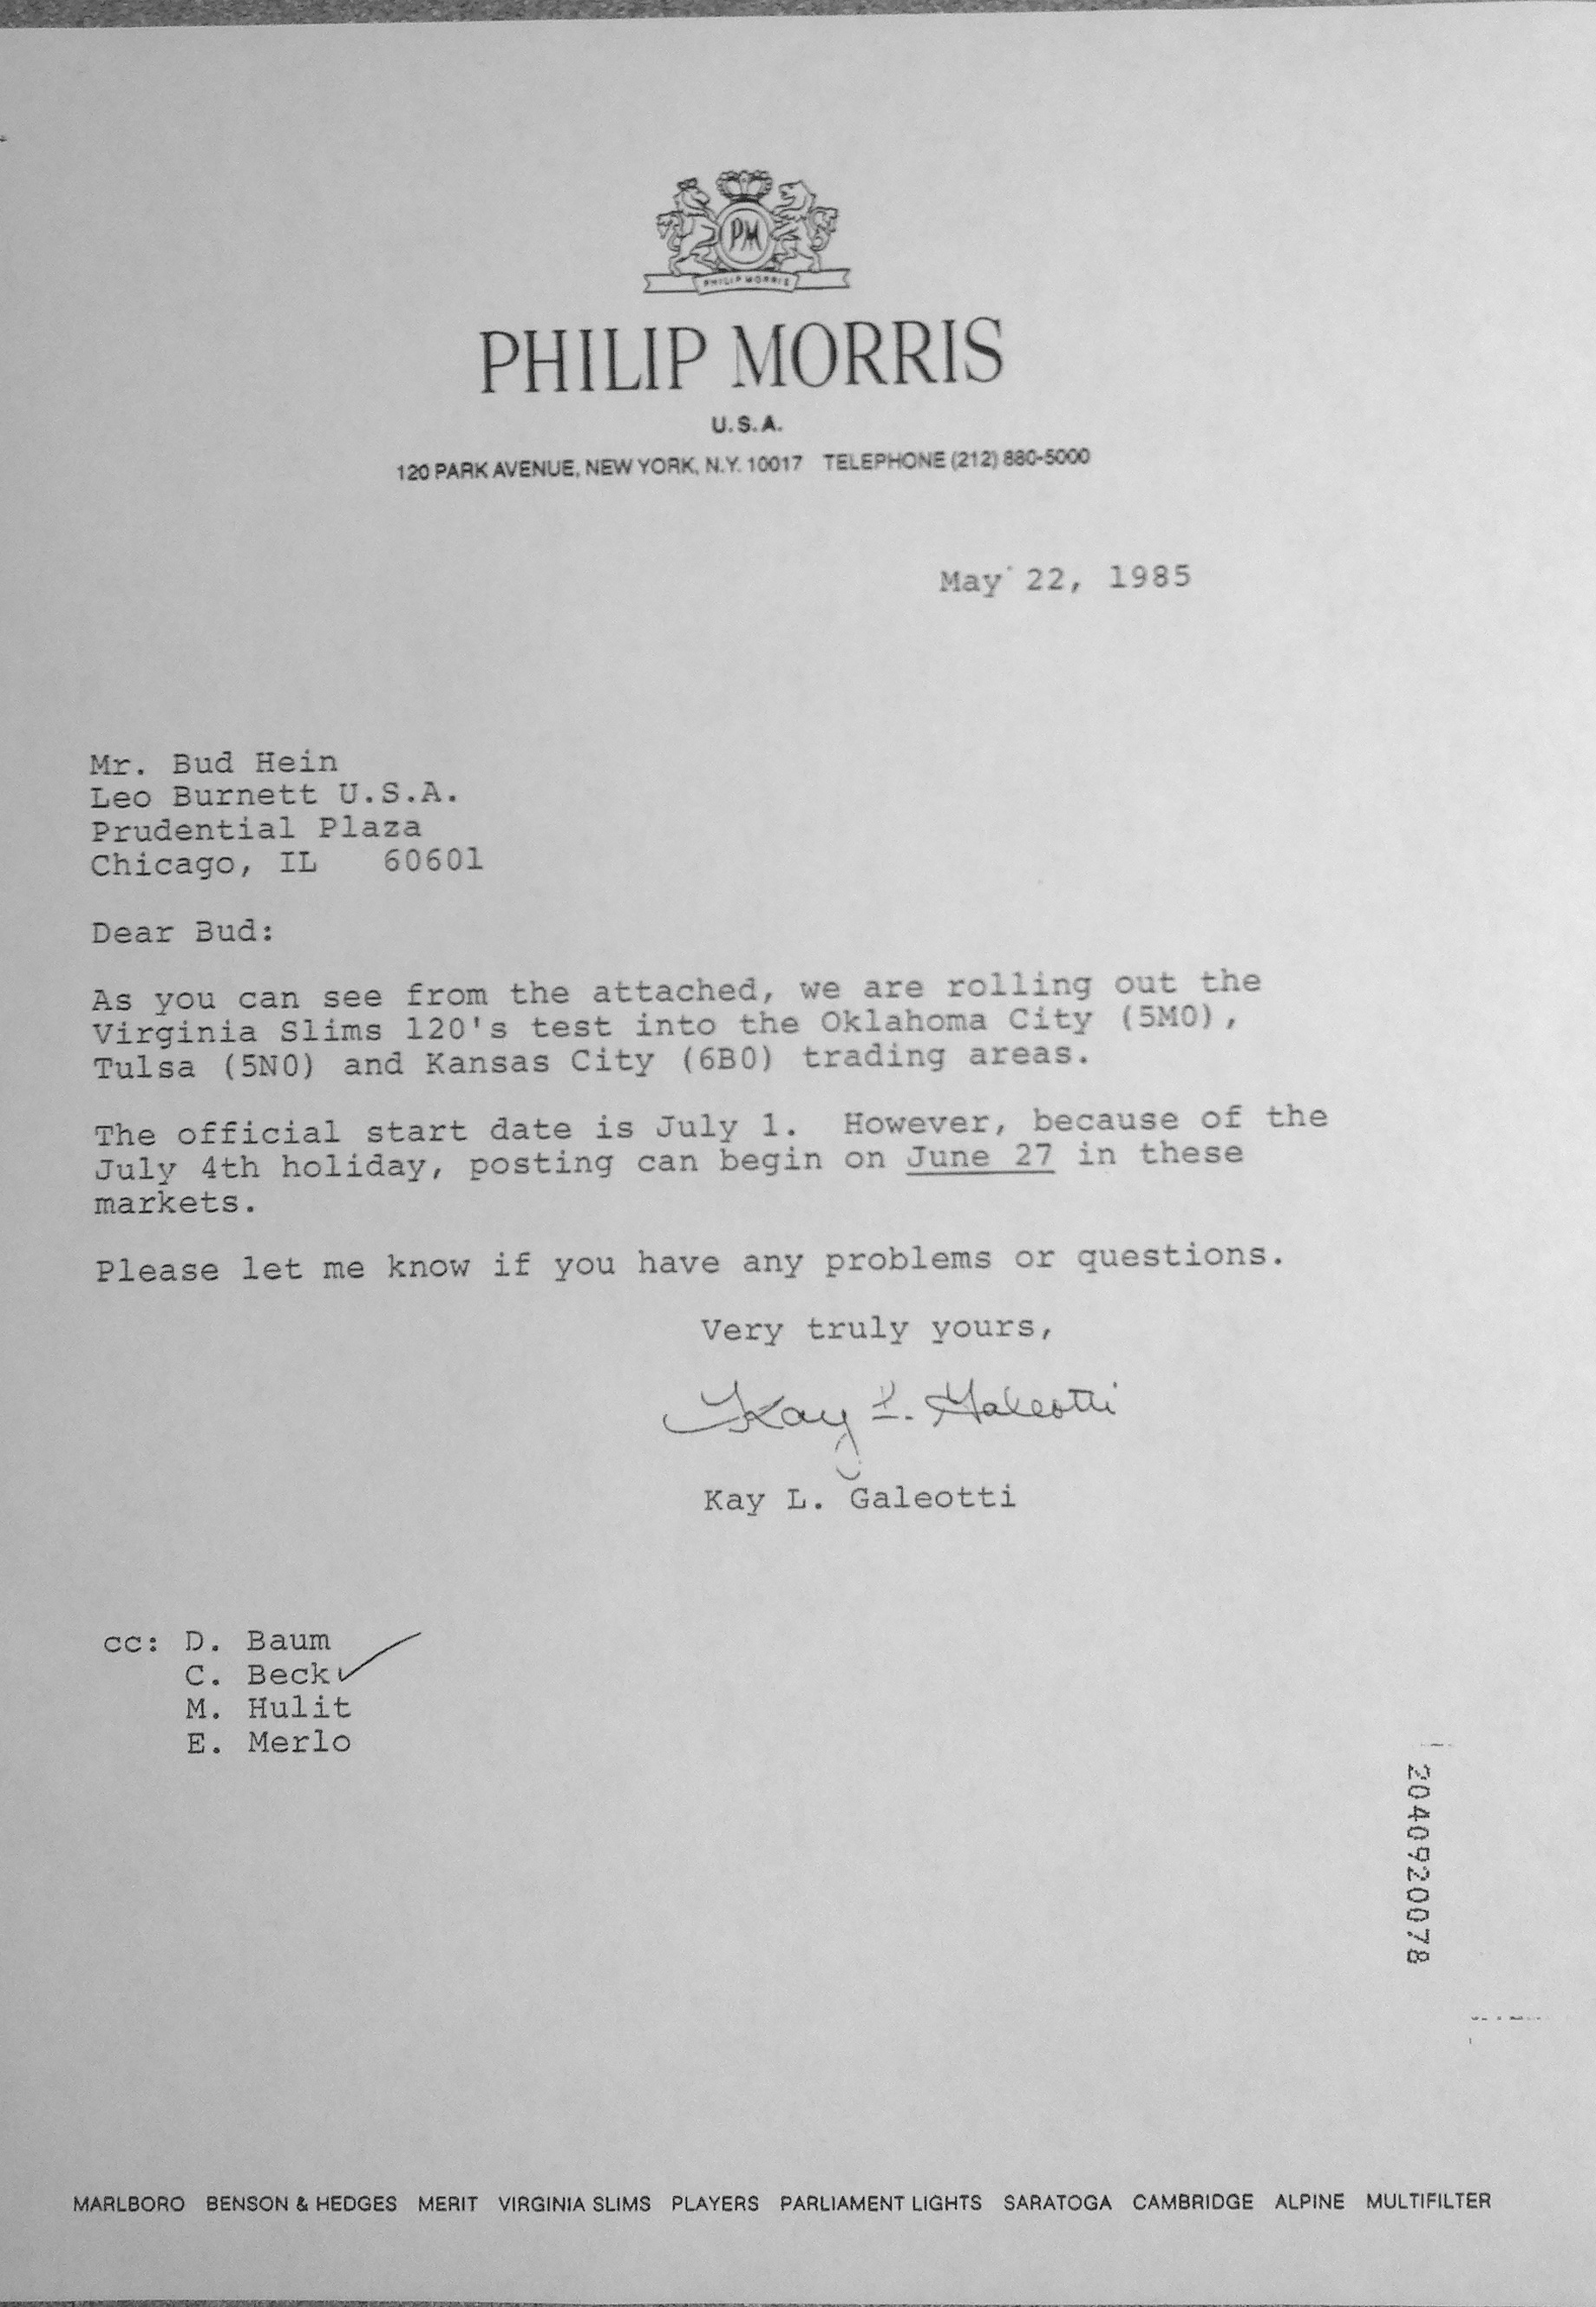 PM
PHILIP MORRIS
PHILIP MORRIS
U.S.A.
120 PARK AVENUE, NEW YORK, N.Y. 10017 TELEPHONE (212) 880-5000
May 22, 1985
Mr. Bud Hein
Leo Burnett U.S.A.
Prudential Plaza
Chicago, IL 60601
Dear Bud:
As you can see from the attached, we are rolling out the
Virginia Slims 120's test into the Oklahoma City (5M0),
Tulsa (5N0) and Kansas City (6B0) trading areas.
The official start date is July 1. However, because of the
July 4th holiday, posting can begin on June 27 in these
markets.
Please let me know if you have any problems or questions.
Very truly yours,
Kay L. Galeotti
Kay L. Galeotti
cc: D. Baum
C. Beck
M. Hulit
E. Merlo
2040920078
MARLBORO BENSON & HEDGES MERIT VIRGINIA SLIMS PLAYERS PARLIAMENT LIGHTS SARATOGA CAMBRIDGE ALPINE MULTIFILTER